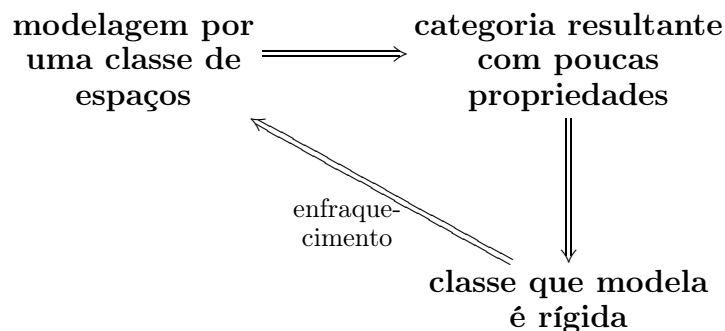 modelagem por
uma classe de
espaços
categoria resultante
com poucas
propriedades
enfraque-
cimento
classe que modela
é rígida